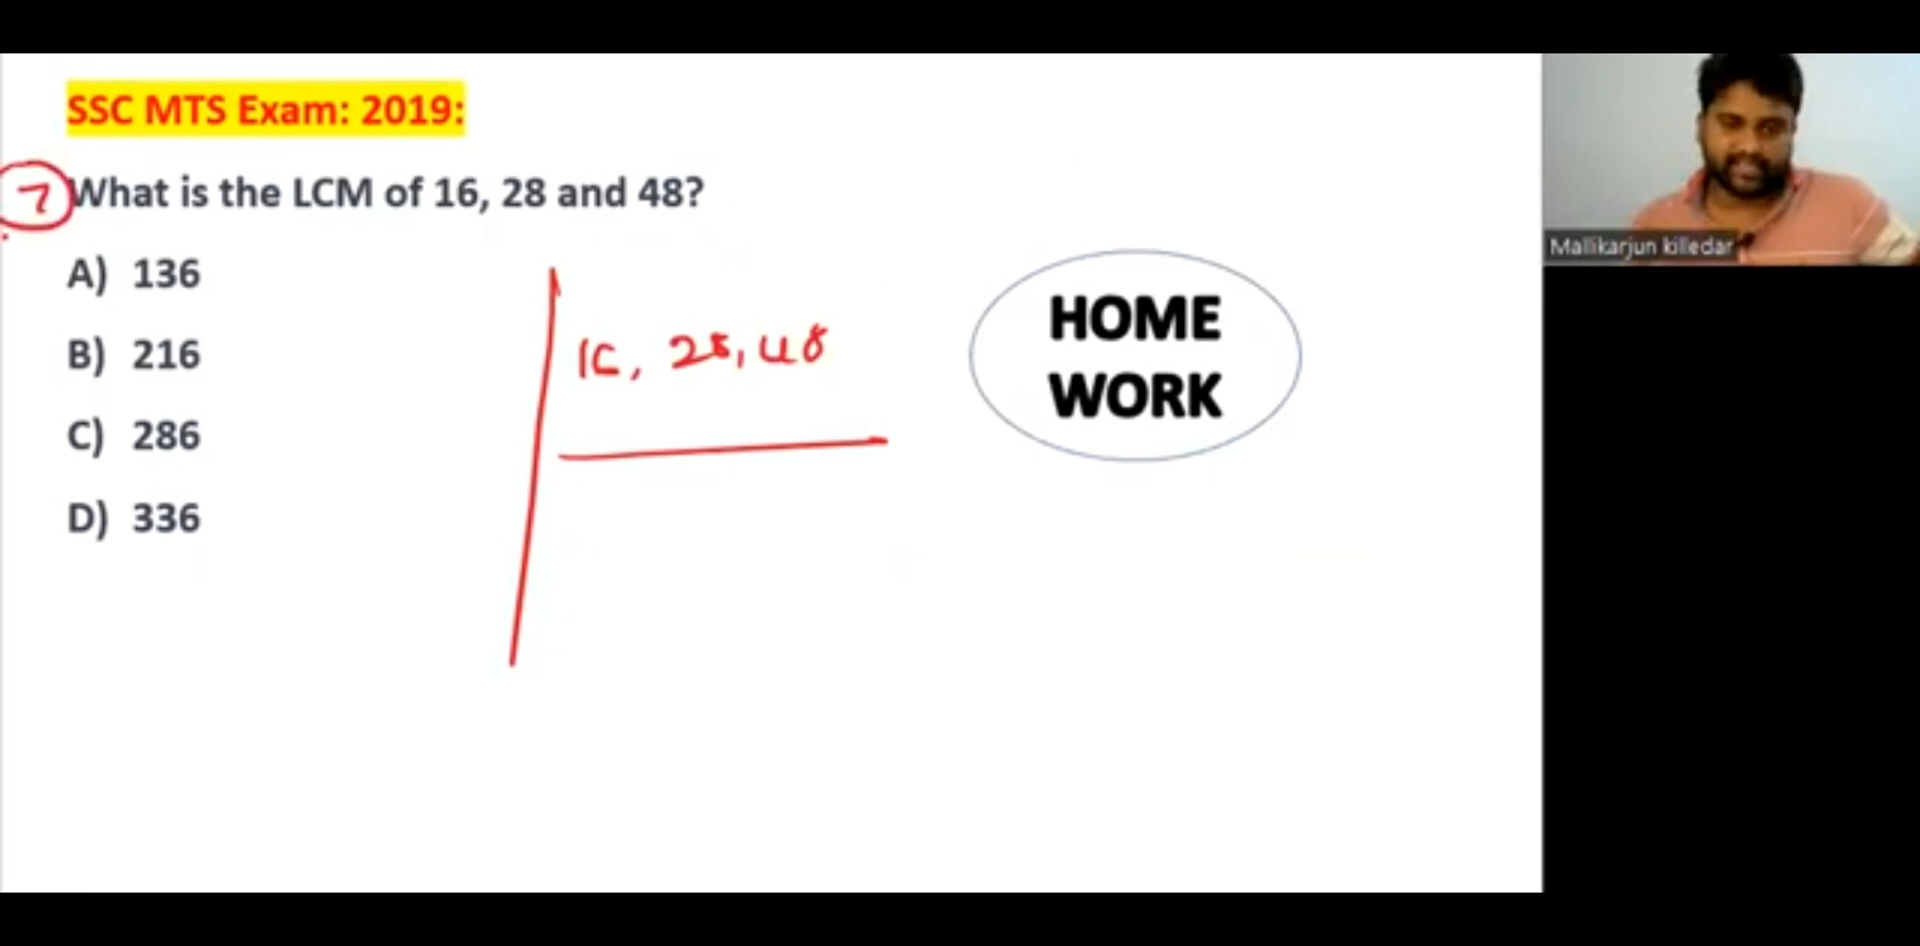 SSC MTS Exam: 2019:
7 What is the LCM of 16, 28 and 48?
A) 136
B) 216
C) 286
D) 336
16, 28, 48
HOME
WORK
Mallikarjun killedar